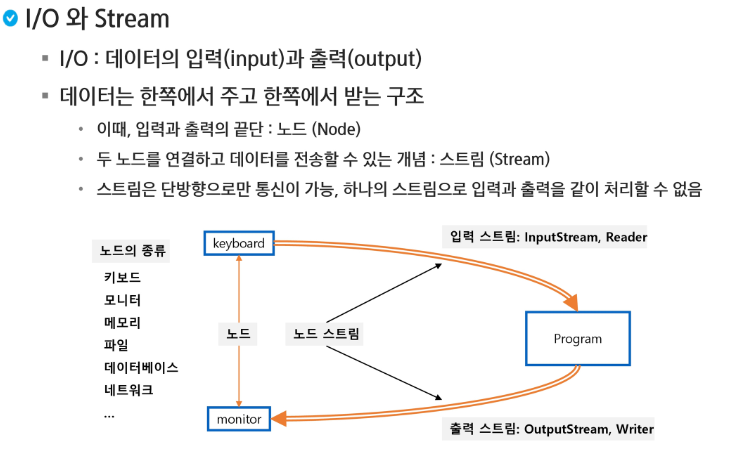 I/O 와 Stream
I/O : 데이터의 입력(input)과 출력(output)
데이터는 한쪽에서 주고 한쪽에서 받는 구조
이때, 입력과 출력의 끝단 : 노드 (Node)
두 노드를 연결하고 데이터를 전송할 수 있는 개념 : 스트림 (Stream)
스트림은 단방향으로만 통신이 가능, 하나의 스트림으로 입력과 출력을 같이 처리할 수 없음
노드의 종류
키보드
모니터
메모리
파일
데이터베이스
네트워크
...
keyboard
입력 스트림: InputStream, Reader
노드
노드 스트림
Program
monitor
출력 스트림: OutputStream, Writer